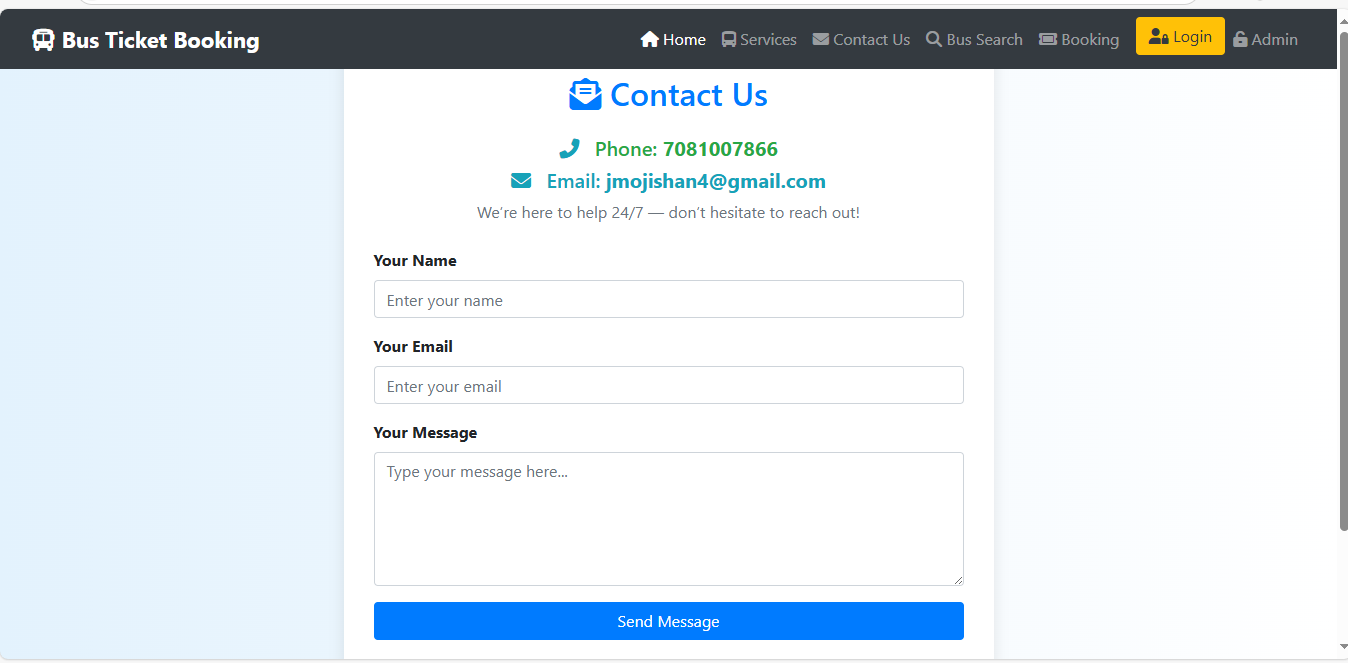 Bus Ticket Booking Home Services Contact Us Bus Search Booking Login Admin
Contact Us
Phone: 7081007866
Email: jmojishan4@gmail.com
We’re here to help 24/7 — don’t hesitate to reach out!
Your Name
Enter your name
Your Email
Enter your email
Your Message
Type your message here...
Send Message